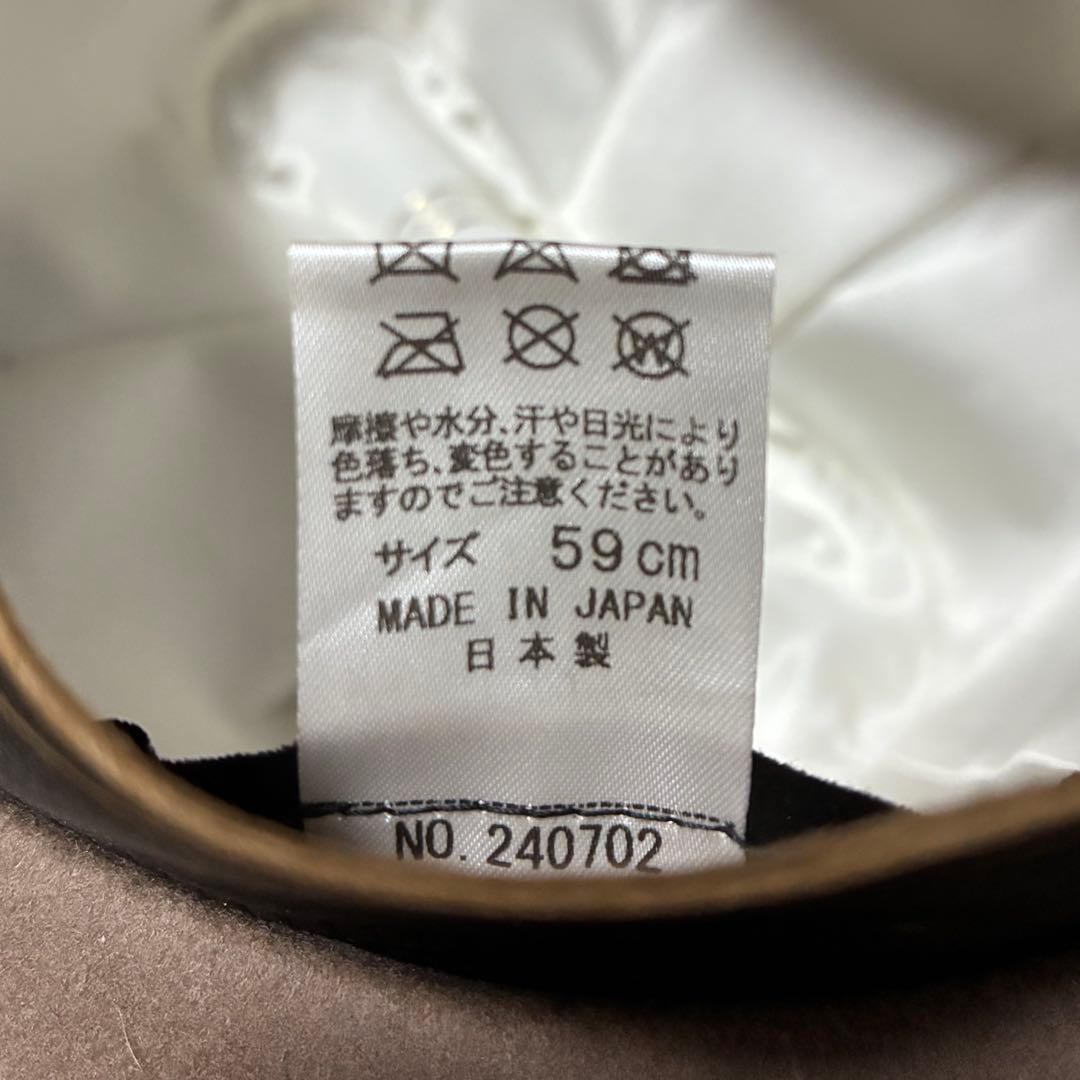 摩擦や水分、汗や日光により
色落ち、変色することがあり
ますのでご注意ください。
サイズ 59cm
MADE IN JAPAN
日本製
NO. 240702